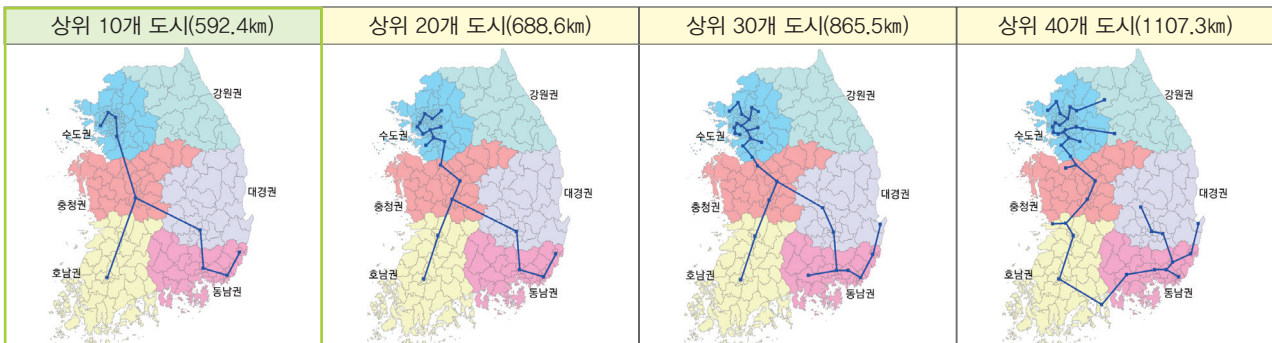 상위 10개 도시(592.4㎞)
상위 20개 도시(688.6㎞)
상위 30개 도시(865.5㎞)
상위 40개 도시(1107.3㎞)
강원권
수도권
대경권
충청권
호남권
동남권
강원권
수도권
대경권
충청권
호남권
동남권
강원권
수도권
대경권
충청권
호남권
동남권
강원권
수도권
대경권
충청권
호남권
동남권